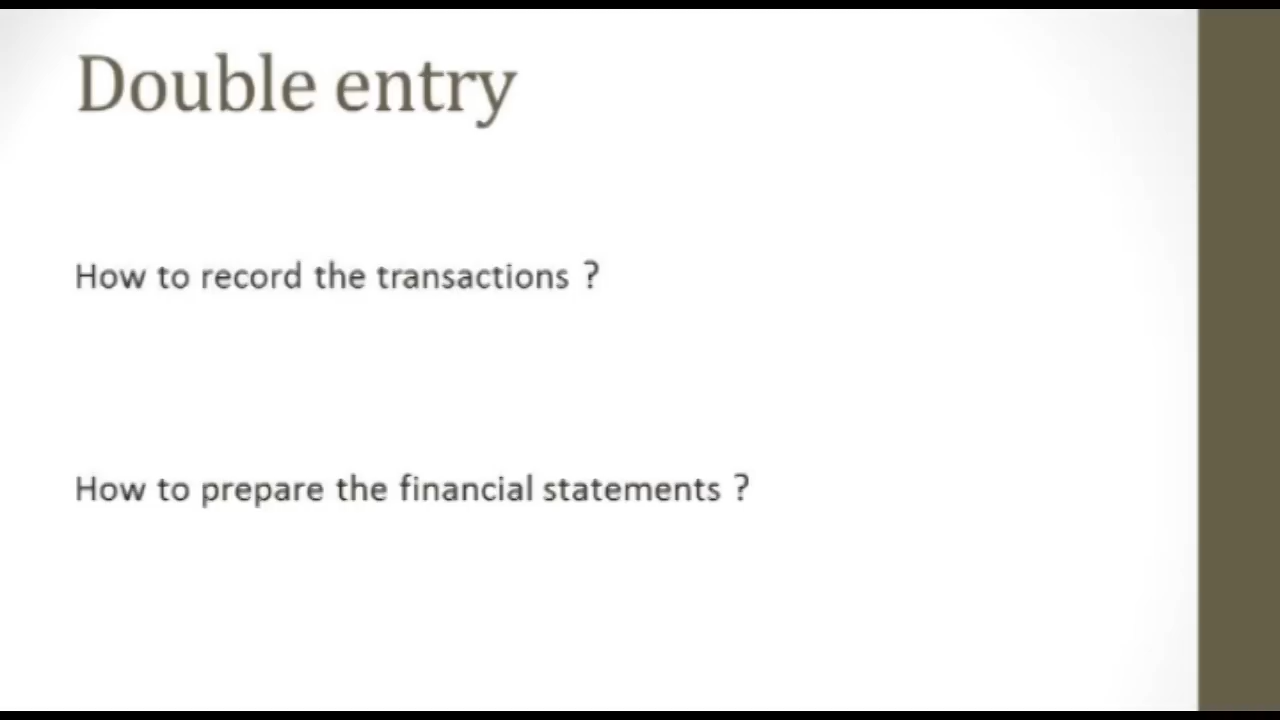 Double entry
How to record the transactions ?
How to prepare the financial statements ?